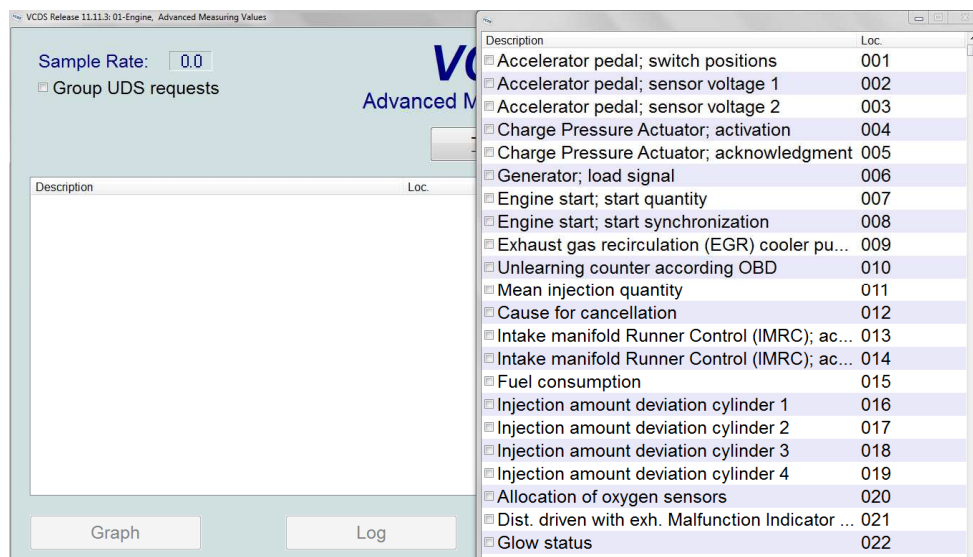 VCDS Release 11.11.3: 01-Engine, Advanced Measuring Values
Sample Rate: 0.0
Group UDS requests
Advanced
Description Loc.
Graph Log
Description Loc.
Accelerator pedal; switch positions 001
Accelerator pedal; sensor voltage 1 002
Accelerator pedal; sensor voltage 2 003
Charge Pressure Actuator; activation 004
Charge Pressure Actuator; acknowledgment 005
Generator; load signal 006
Engine start; start quantity 007
Engine start; start synchronization 008
Exhaust gas recirculation (EGR) cooler pu... 009
Unlearning counter according OBD 010
Mean injection quantity 011
Cause for cancellation 012
Intake manifold Runner Control (IMRC); ac... 013
Intake manifold Runner Control (IMRC); ac... 014
Fuel consumption 015
Injection amount deviation cylinder 1 016
Injection amount deviation cylinder 2 017
Injection amount deviation cylinder 3 018
Injection amount deviation cylinder 4 019
Allocation of oxygen sensors 020
Dist. driven with exh. Malfunction Indicator ... 021
Glow status 022